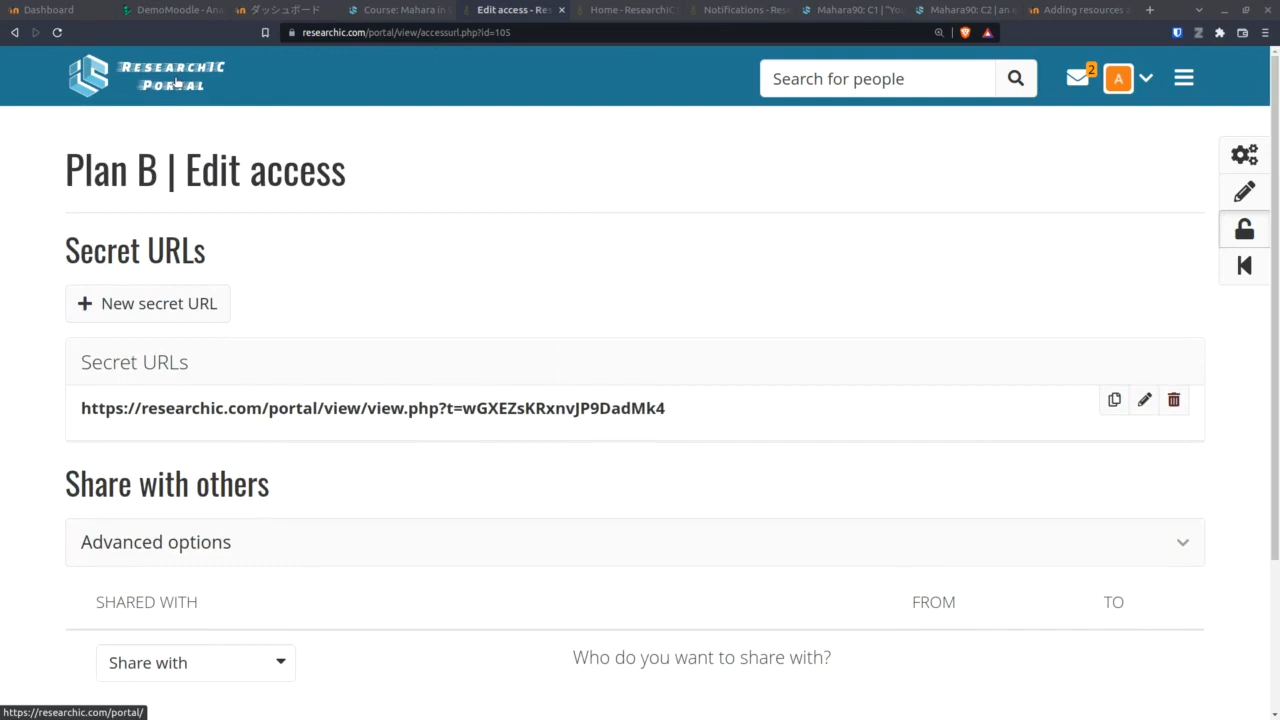 Dashboard
DemoMoodle - Ana
ダッシュボード
Course: Mahara in
Edit access - Res
Home - ResearchIC
Notifications - Rese
Mahara90: C1 | "You
Mahara90: C2 | an e
Adding resources a
researchic.com/portal/view/accessurl.php?id=105
ResearchIC
Portal
Search for people
2
A
Plan B | Edit access
Secret URLs
New secret URL
Secret URLs
https://researchic.com/portal/view/view.php?t=wGXEZsKRxnvJP9DadMk4
Share with others
Advanced options
SHARED WITH FROM TO
Share with
Who do you want to share with?
https://researchic.com/portal/